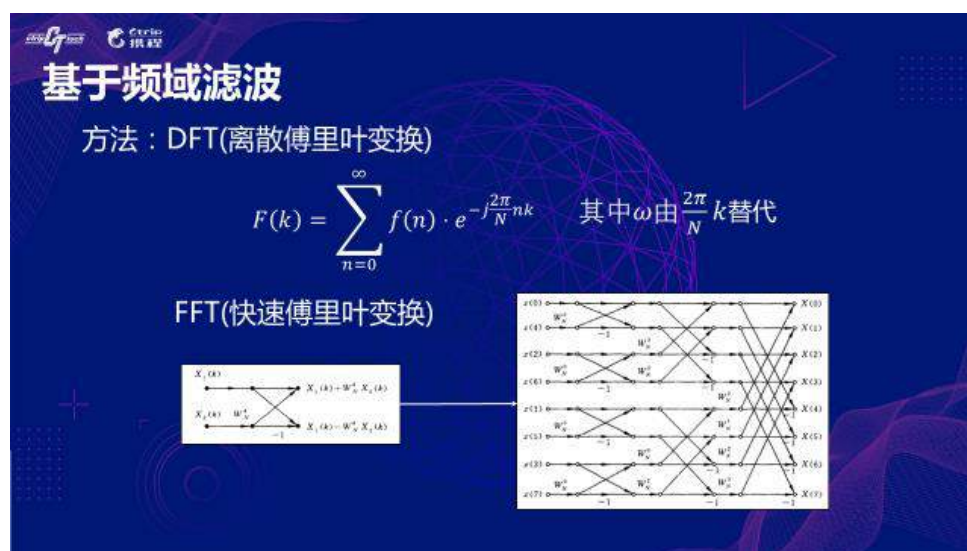 Ctrip
携程
基于频域滤波
方法：DFT(离散傅里叶变换)
F(k) = ∑_{n=0}^{∞} f(n) · e^{-j\frac{2π}{N}nk} 其中ω由\frac{2π}{N}k替代
FFT(快速傅里叶变换)
X₁(k)
X₁(k)+W_N^k X₂(k)
X₂(k) W_N^k
-1
X₁(k)-W_N^k X₂(k)
x(0) X(0)
x(4) X(1)
x(2) X(2)
x(6) X(3)
x(1) X(4)
x(5) X(5)
x(3) X(6)
x(7) X(7)